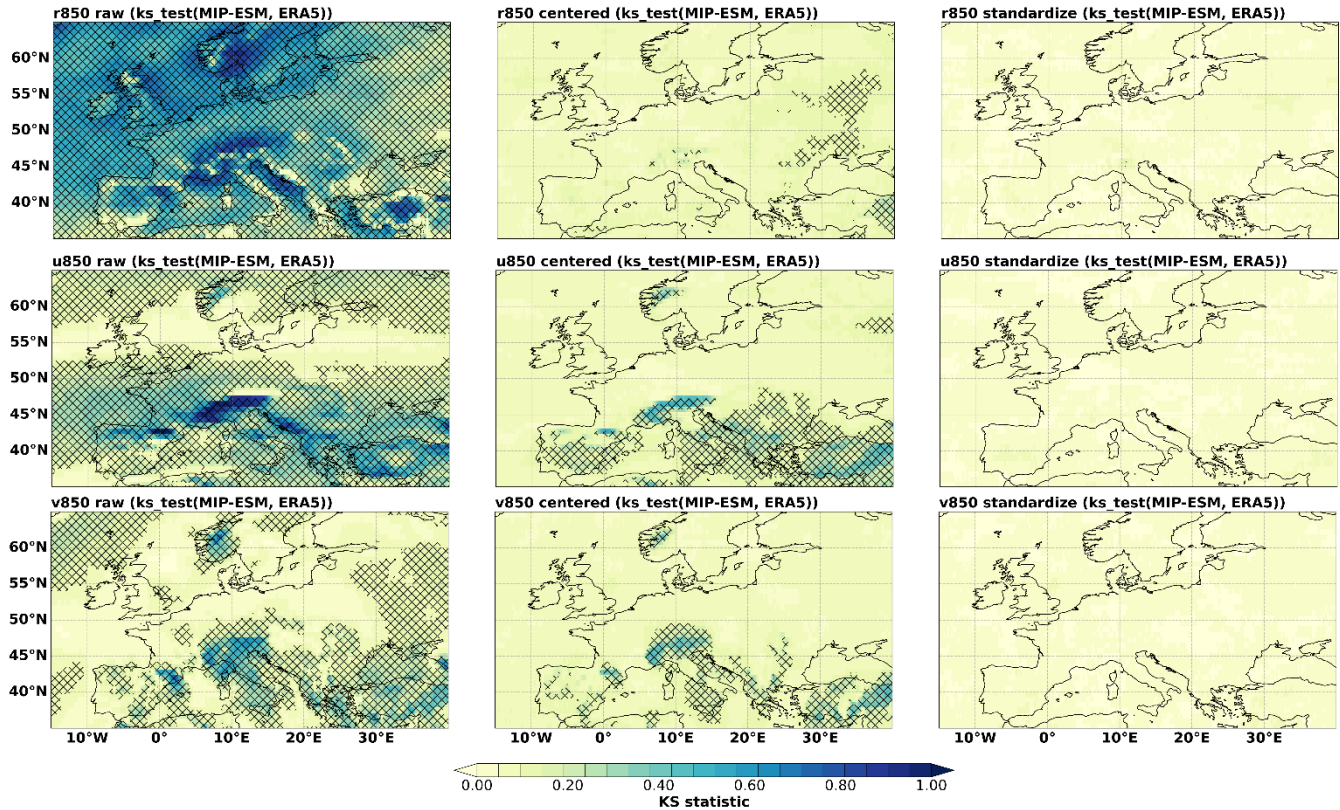 r850 raw (ks_test(MIP-ESM, ERA5))
r850 centered (ks_test(MIP-ESM, ERA5))
r850 standardize (ks_test(MIP-ESM, ERA5))
60°N
55°N
50°N
45°N
40°N
u850 raw (ks_test(MIP-ESM, ERA5))
u850 centered (ks_test(MIP-ESM, ERA5))
u850 standardize (ks_test(MIP-ESM, ERA5))
60°N
55°N
50°N
45°N
40°N
v850 raw (ks_test(MIP-ESM, ERA5))
v850 centered (ks_test(MIP-ESM, ERA5))
v850 standardize (ks_test(MIP-ESM, ERA5))
60°N
55°N
50°N
45°N
40°N
10°W 0° 10°E 20°E 30°E
10°W 0° 10°E 20°E 30°E
10°W 0° 10°E 20°E 30°E
0.00 0.20 0.40 0.60 0.80 1.00
KS statistic